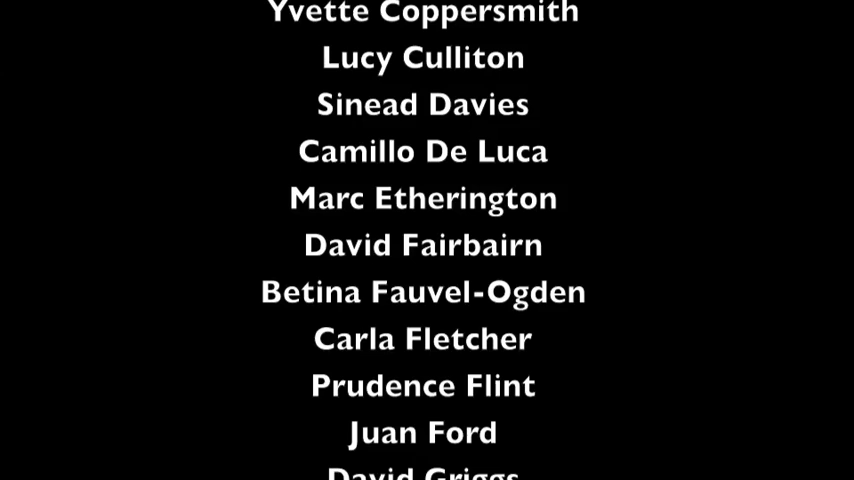 Yvette Coppersmith
Lucy Culliton
Sinead Davies
Camillo De Luca
Marc Etherington
David Fairbairn
Betina Fauvel-Ogden
Carla Fletcher
Prudence Flint
Juan Ford
David Griggs